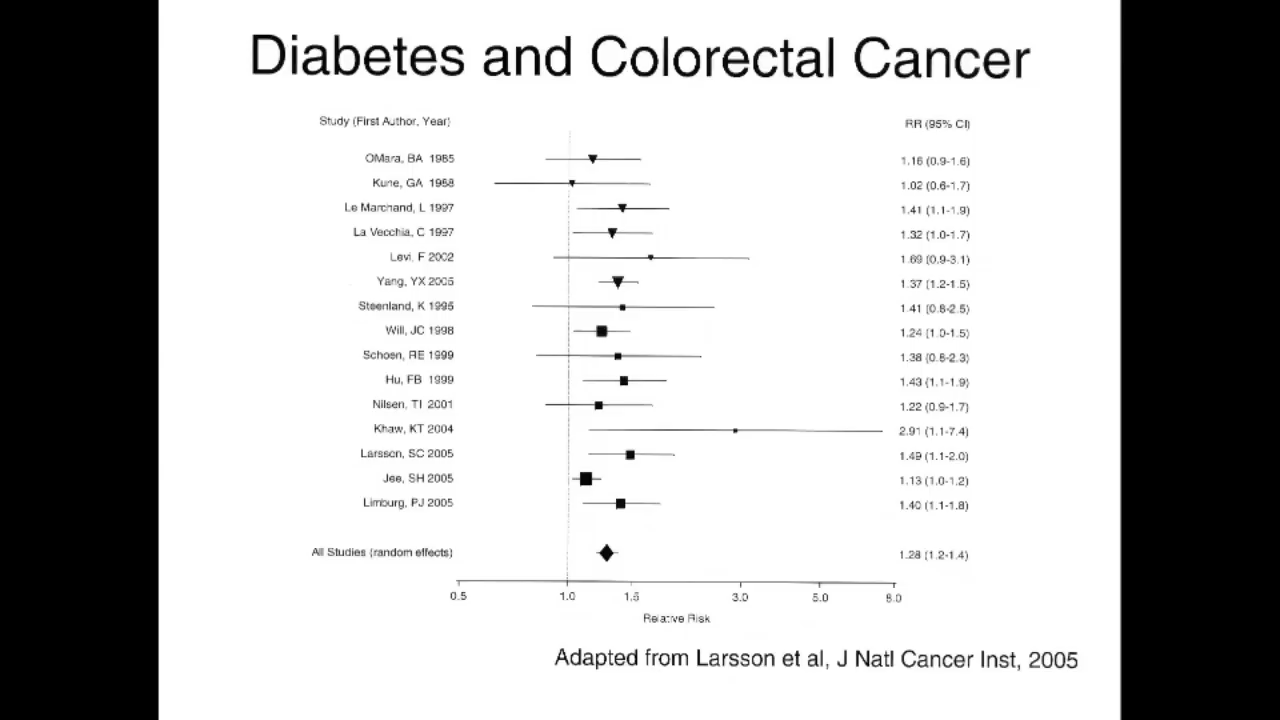 Diabetes and Colorectal Cancer
Study (First Author, Year) RR (95% CI)
OMara, BA 1985 1.16 (0.9-1.6)
Kune, GA 1988 1.02 (0.6-1.7)
Le Marchand, L 1997 1.41 (1.1-1.9)
La Vecchia, C 1997 1.32 (1.0-1.7)
Levi, F 2002 1.69 (0.9-3.1)
Yang, YX 2005 1.37 (1.2-1.5)
Steenland, K 1995 1.41 (0.8-2.5)
Will, JC 1998 1.24 (1.0-1.5)
Schoen, RE 1999 1.38 (0.8-2.3)
Hu, FB 1999 1.43 (1.1-1.9)
Nilsen, TI 2001 1.22 (0.9-1.7)
Khaw, KT 2004 2.91 (1.1-7.4)
Larsson, SC 2005 1.49 (1.1-2.0)
Jee, SH 2005 1.13 (1.0-1.2)
Limburg, PJ 2005 1.40 (1.1-1.8)
All Studies (random effects) 1.28 (1.2-1.4)
0.5 1.0 1.5 3.0 5.0 8.0
Relative Risk
Adapted from Larsson et al, J Natl Cancer Inst, 2005